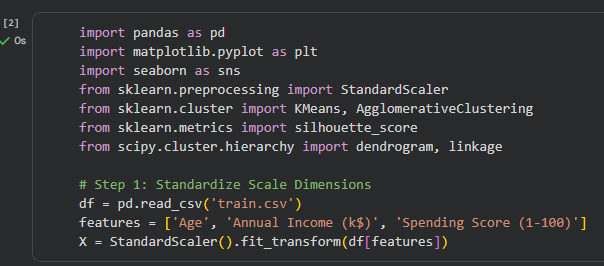 [2]
0s
import pandas as pd
import matplotlib.pyplot as plt
import seaborn as sns
from sklearn.preprocessing import StandardScaler
from sklearn.cluster import KMeans, AgglomerativeClustering
from sklearn.metrics import silhouette_score
from scipy.cluster.hierarchy import dendrogram, linkage
# Step 1: Standardize Scale Dimensions
df = pd.read_csv('train.csv')
features = ['Age', 'Annual Income (k$)', 'Spending Score (1-100)']
X = StandardScaler().fit_transform(df[features])